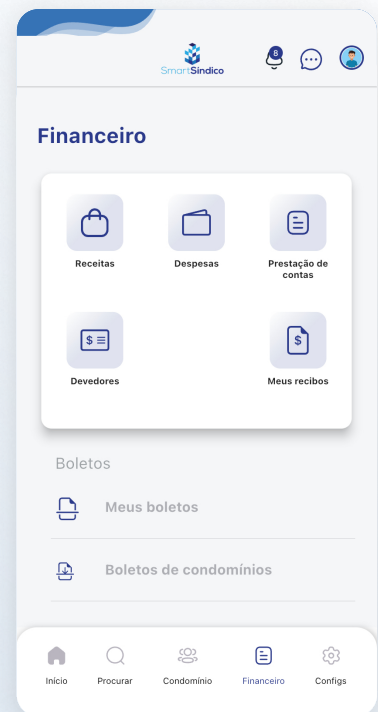 8
SmartSíndico
Financeiro
Receitas
Despesas
Prestação de
contas
Devedores
Meus recibos
Boletos
Meus boletos
Boletos de condomínios
Início
Procurar
Condomínio
Financeiro
Configs